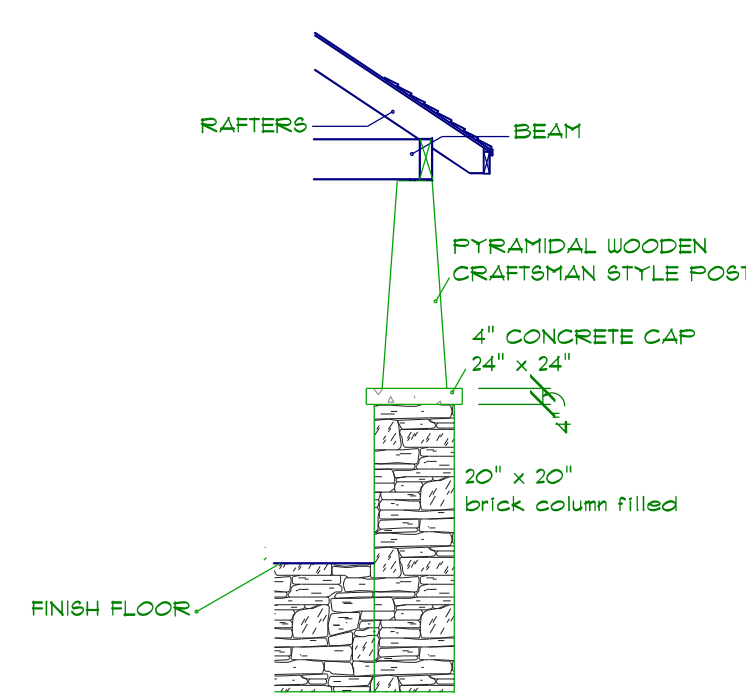 RAFTERS
BEAM
PYRAMIDAL WOODEN
CRAFTSMAN STYLE POST
4" CONCRETE CAP
24" x 24"
4"
20" x 20"
brick column filled
FINISH FLOOR